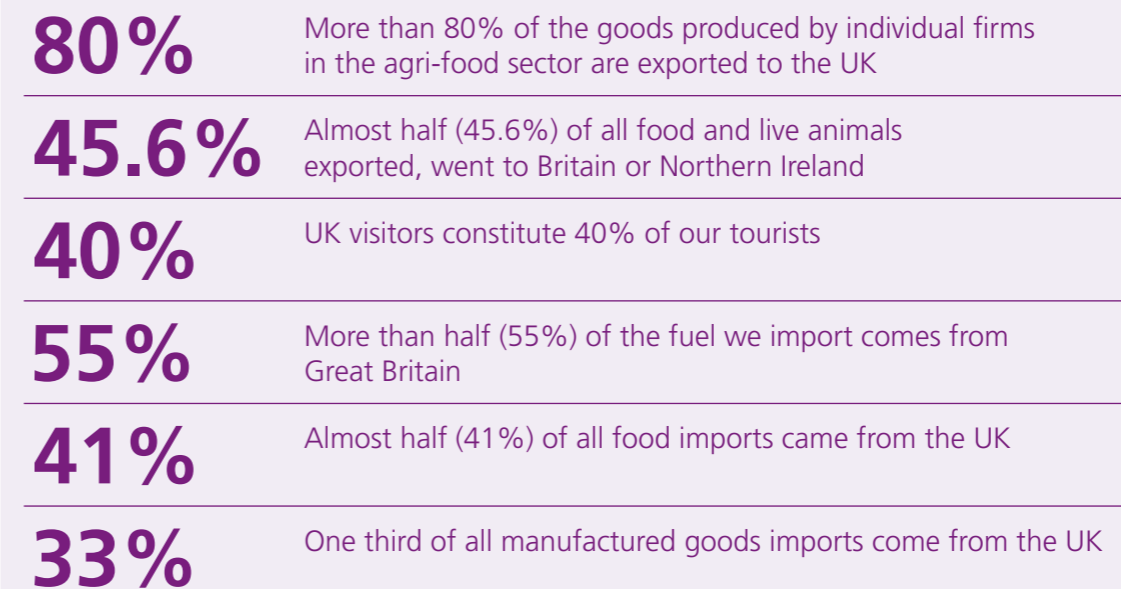 80%
More than 80% of the goods produced by individual firms
in the agri-food sector are exported to the UK
45.6%
Almost half (45.6%) of all food and live animals
exported, went to Britain or Northern Ireland
40%
UK visitors constitute 40% of our tourists
55%
More than half (55%) of the fuel we import comes from
Great Britain
41%
Almost half (41%) of all food imports came from the UK
33%
One third of all manufactured goods imports come from the UK